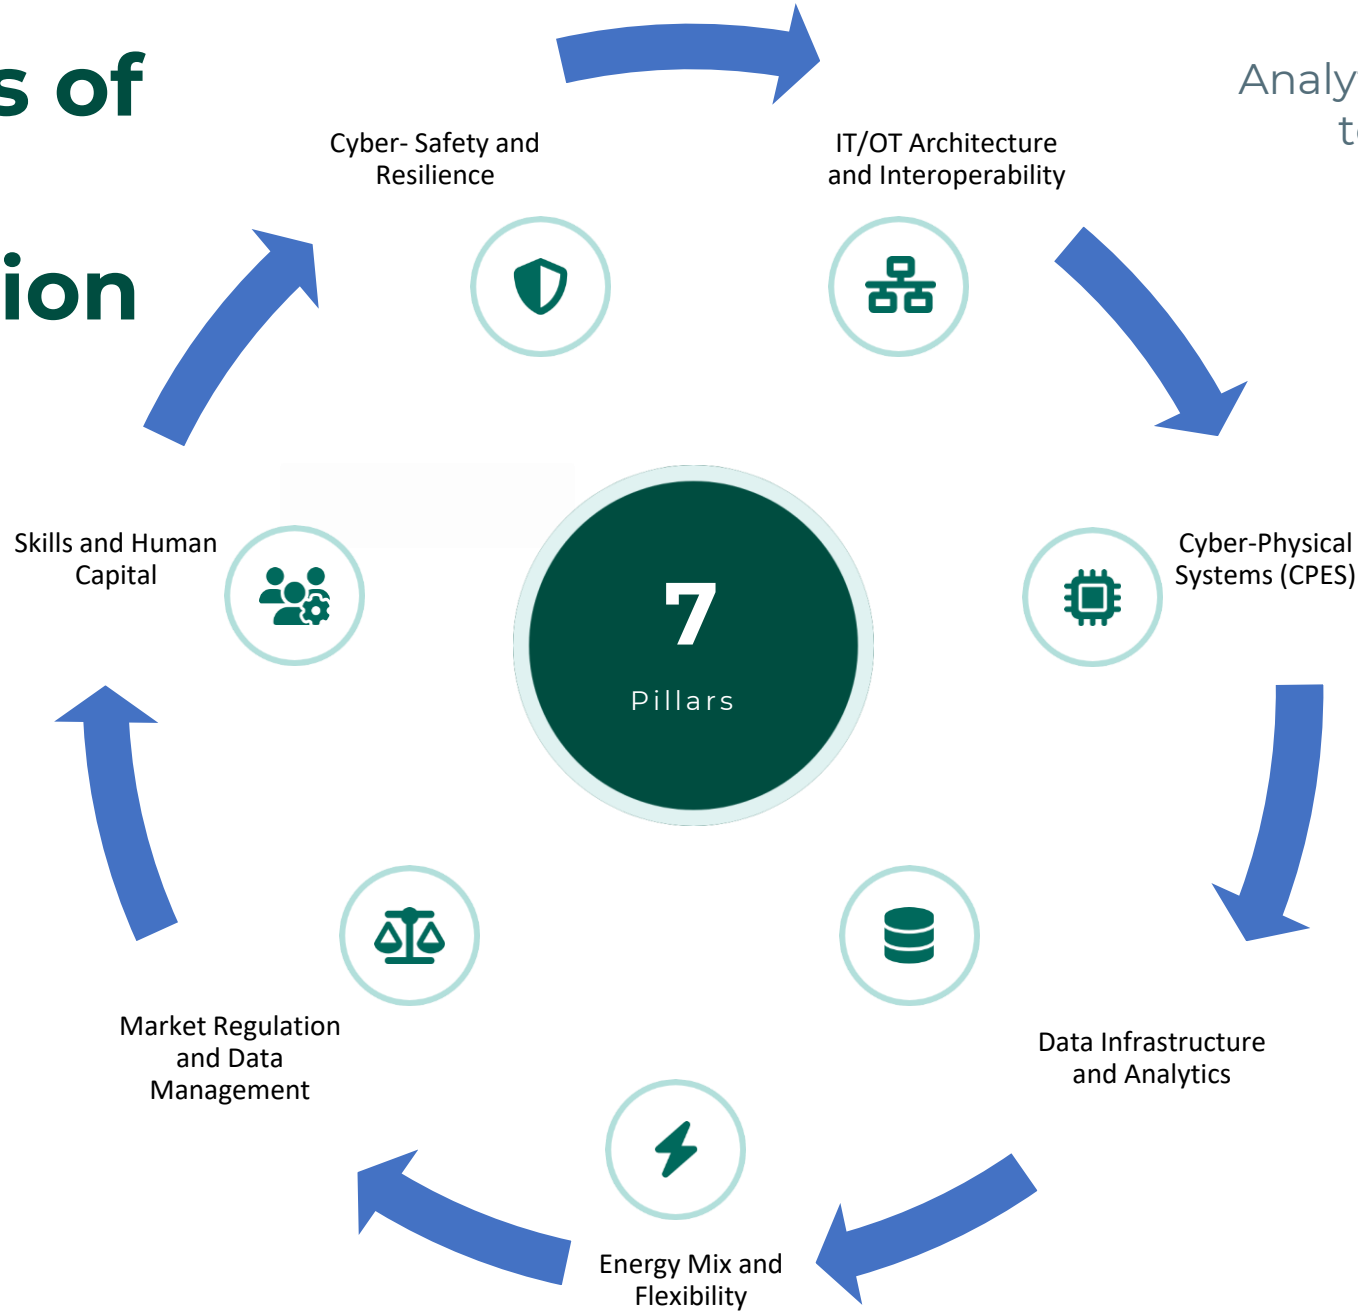 s of
ion
Analy
t
Cyber- Safety and
Resilience
IT/OT Architecture
and Interoperability
Skills and Human
Capital
Cyber-Physical
Systems (CPES)
7
Pillars
Market Regulation
and Data
Management
Data Infrastructure
and Analytics
Energy Mix and
Flexibility